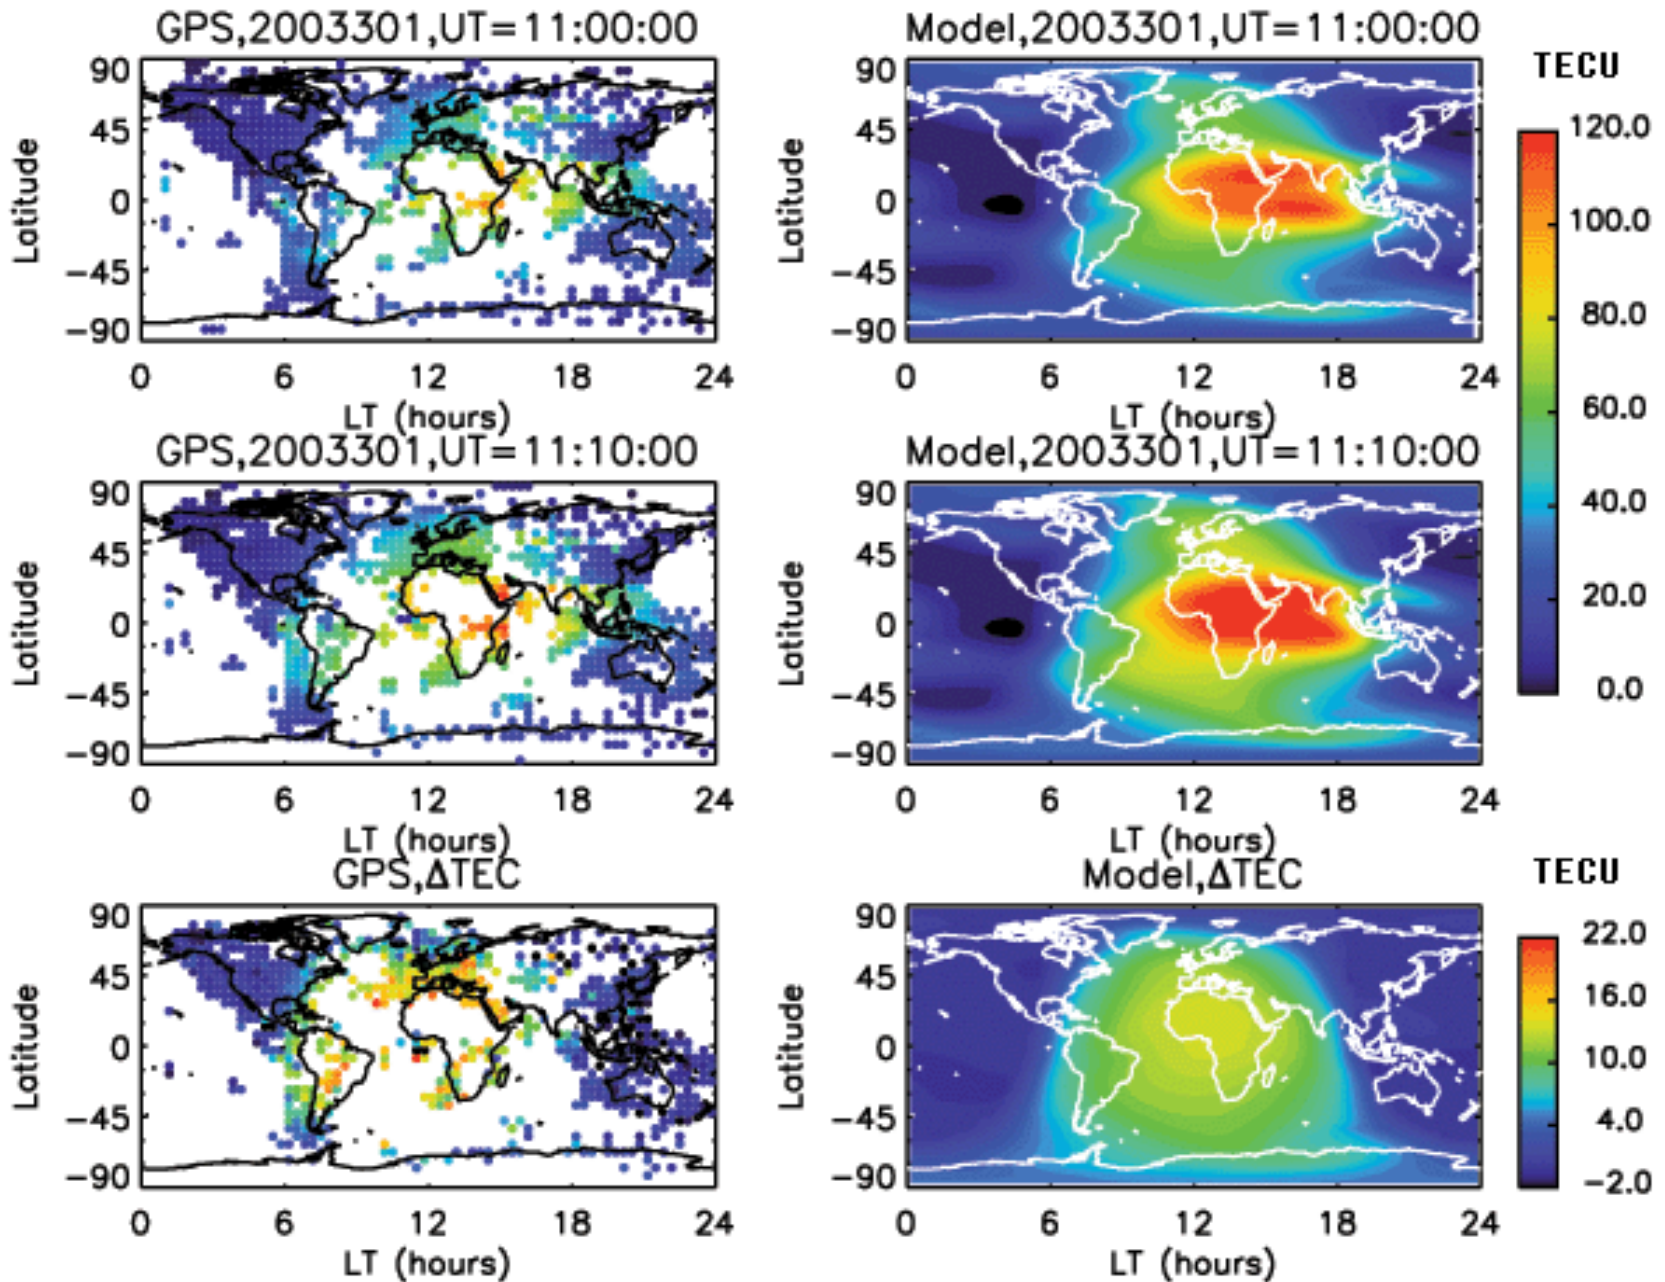 GPS,2003301,UT=11:00:00
Model,2003301,UT=11:00:00
TECU
90
45
0
−45
−90
Latitude
0 6 12 18 24
LT (hours)
90
45
0
−45
−90
Latitude
0 6 12 18 24
LT (hours)
120.0
100.0
80.0
60.0
40.0
20.0
0.0
GPS,2003301,UT=11:10:00
Model,2003301,UT=11:10:00
90
45
0
−45
−90
Latitude
0 6 12 18 24
LT (hours)
90
45
0
−45
−90
Latitude
0 6 12 18 24
LT (hours)
GPS,ΔTEC
Model,ΔTEC
TECU
90
45
0
−45
−90
Latitude
0 6 12 18 24
LT (hours)
90
45
0
−45
−90
Latitude
0 6 12 18 24
LT (hours)
22.0
16.0
10.0
4.0
−2.0